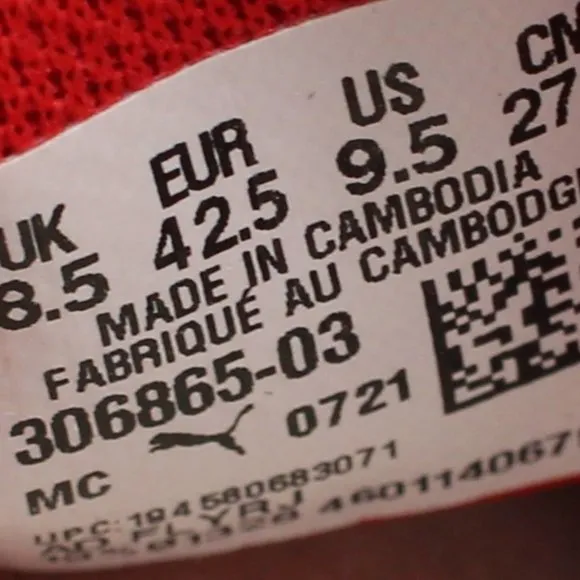 UK EUR US CM
8.5 42.5 9.5 27
MADE IN CAMBODIA
FABRIQUÉ AU CAMBODGE
306865-03
0721
MC
UPC: 194580683071